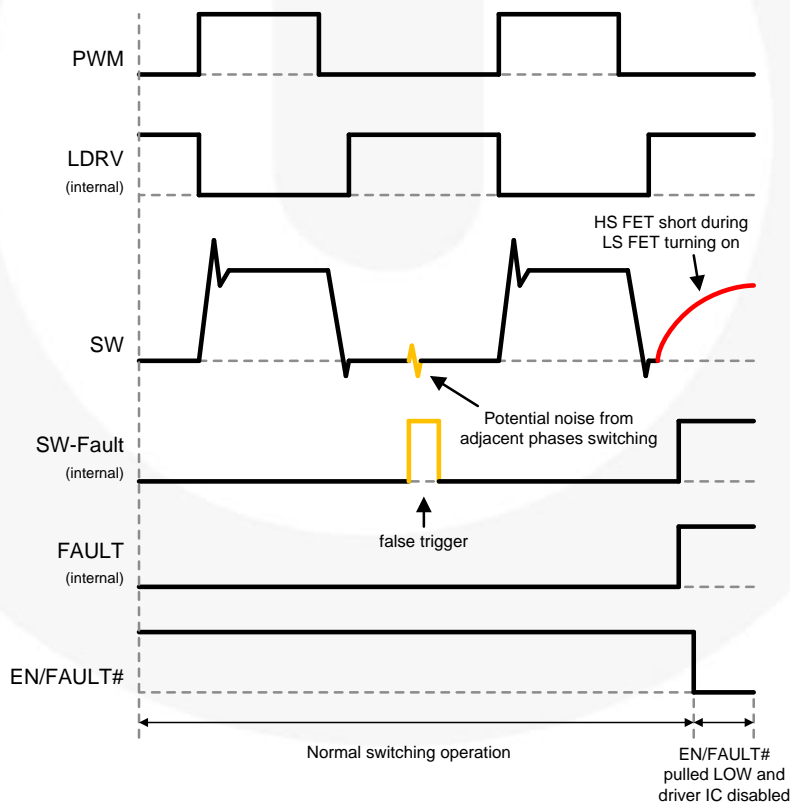 PWM
LDRV
(internal)
HS FET short during
LS FET turning on
SW
Potential noise from
adjacent phases switching
SW-Fault
(internal)
false trigger
FAULT
(internal)
EN/FAULT#
Normal switching operation
EN/FAULT#
pulled LOW and
driver IC disabled